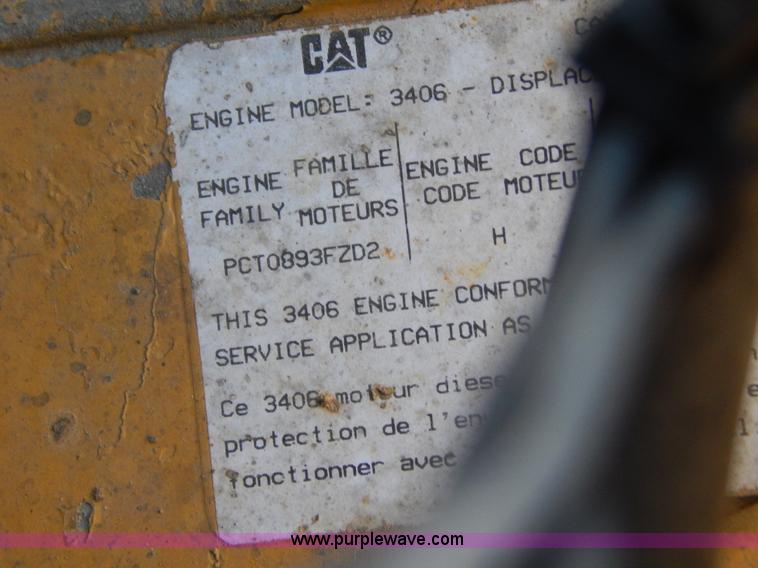 CAT®
ENGINE MODEL: 3406 - DISPLAC
ENGINE FAMILLE ENGINE CODE
DE CODE MOTEU
FAMILY MOTEURS
PCT0893FZD2 H
THIS 3406 ENGINE CONFORM
SERVICE APPLICATION AS
Ce 3406 moteur diese
protection de l'en
fonctionner avec
www.purplewave.com